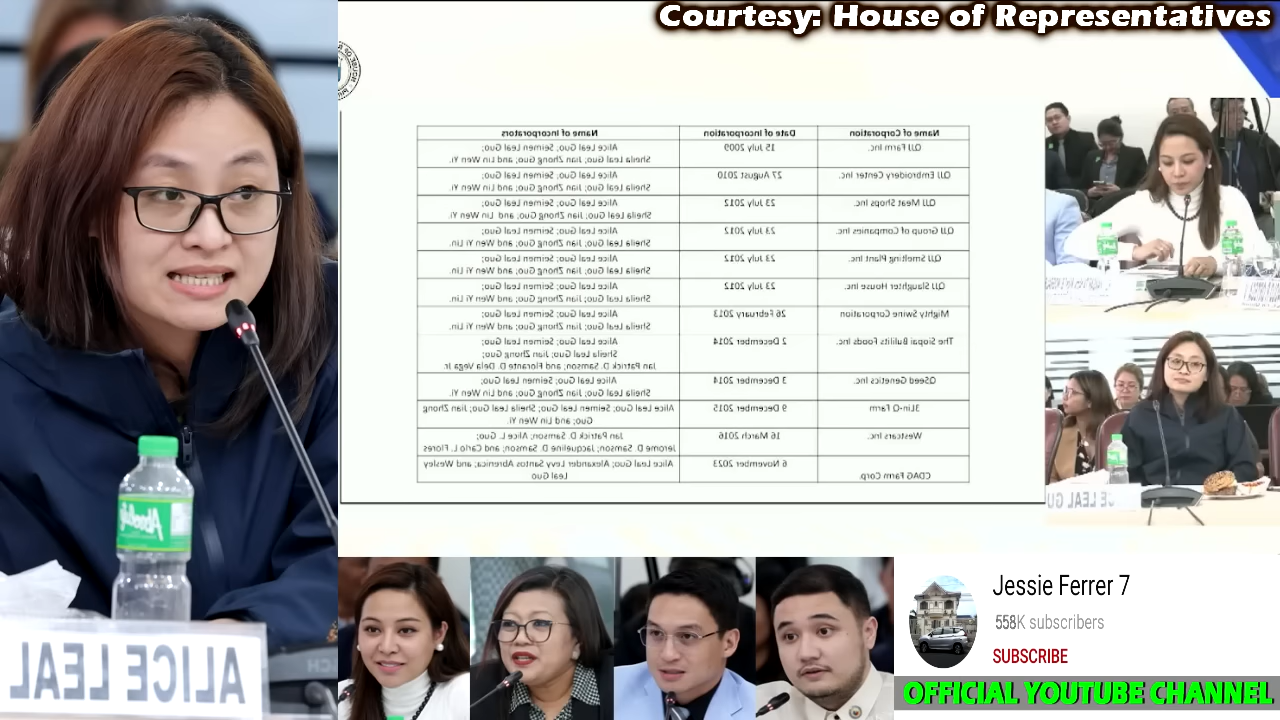 Courtesy: House of Representatives
Name of Corporation Date of Incorporation Name of Incorporators
QJJ Farm Inc. 15 July 2009 Alice Leal Guo; Seimen Leal Guo;
Sheila Leal Guo; Jian Zhong Guo; and Lin Wen Yi.
QJJ Embroidery Center Inc. 27 August 2010 Alice Leal Guo; Seimen Leal Guo;
Sheila Leal Guo; Jian Zhong Guo; and Lin Wen Yi.
QJJ Meat Shops Inc. 23 July 2012 Alice Leal Guo; Seimen Leal Guo;
Sheila Leal Guo; Jian Zhong Guo; and Lin Wen Yi.
QJJ Group of Companies Inc. 23 July 2012 Alice Leal Guo; Seimen Leal Guo;
Sheila Leal Guo; Jian Zhong Guo; and Wen Yi Lin.
QJJ Smelting Plant Inc. 23 July 2012 Alice Leal Guo; Seimen Leal Guo;
Sheila Leal Guo; Jian Zhong Guo; and Wen Yi Lin.
QJJ Slaughter House Inc. 23 July 2012 Alice Leal Guo; Seimen Leal Guo;
Sheila Leal Guo; Jian Zhong Guo; and Wen Yi Lin.
Mighty Swine Corporation 26 February 2013 Alice Leal Guo; Seimen Leal Guo;
Sheila Leal Guo; Jian Zhong Guo; and Wen Yi Lin.
The Siopai Bulilits Foods Inc. 2 December 2014 Alice Leal Guo; Seimen Leal Guo;
Sheila Leal Guo; Jian Zhong Guo;
Jan Patrick D. Samson; and Florante D. Dela Vega Jr.
QSeed Genetics Inc. 3 December 2014 Alice Leal Guo; Seimen Leal Guo;
Sheila Leal Guo; Jian Zhong Guo; and Lin Wen Yi.
3Lin-Q Farm 9 December 2015 Alice Leal Guo; Seimen Leal Guo; Sheila Leal Guo; Jian Zhong
Guo; and Lin Wen Yi.
Westcars Inc. 16 March 2016 Jan Patrick D. Samson; Alice L. Guo;
Jerome D. Samson; Jacqueline D. Samson; and Carlo L. Flores
CDAG Farm Corp. 6 November 2023 Alice Leal Guo; Alexander Levy Santos Abrenica; and Wesley
Leal Guo
Absolute
ALICE LEAL
CE LEAL GU
Jessie Ferrer 7
558K subscribers
SUBSCRIBE
OFFICIAL YOUTUBE CHANNEL